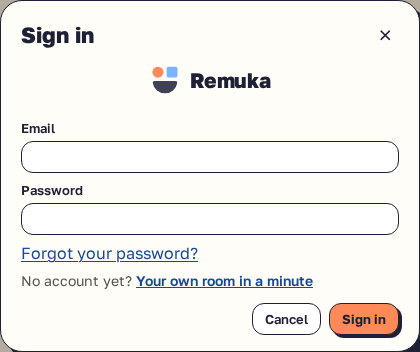 Sign in
Remuka
Email
Password
Forgot your password?
No account yet? Your own room in a minute
Cancel Sign in